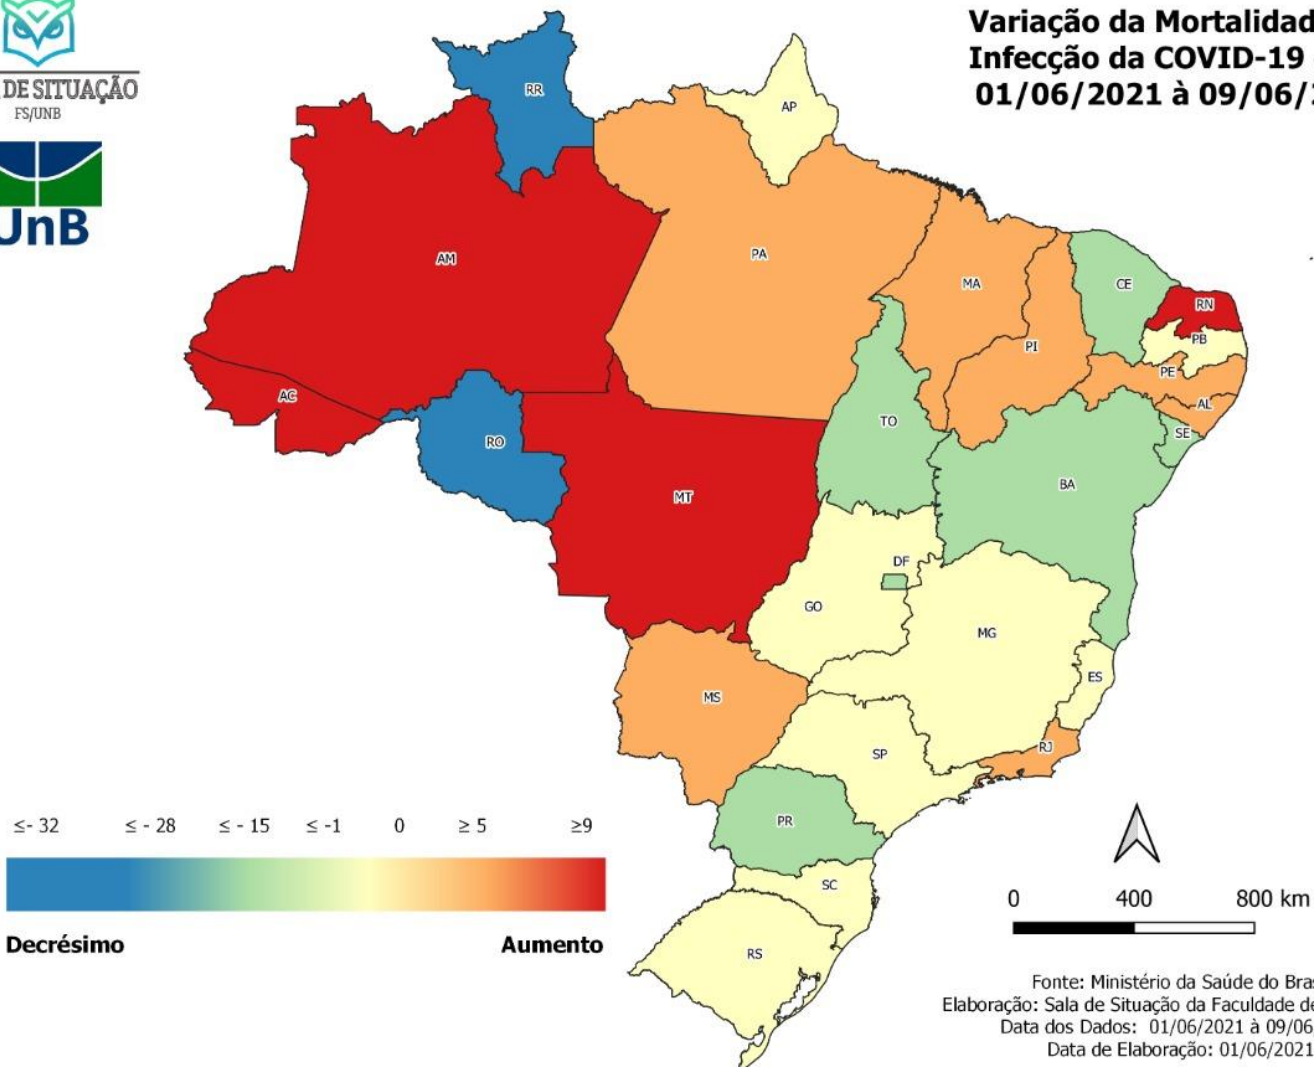 DE SITUAÇÃO
FS/UNB
UnB
Variação da Mortalidad
Infecção da COVID-19
01/06/2021 à 09/06/
RR
AP
AM
PA
MA
CE
RN
PB
PI
PE
AL
SE
AC
RO
TO
BA
MT
DF
GO
MG
ES
MS
SP
RJ
PR
SC
RS
≤- 32 ≤ - 28 ≤ - 15 ≤ -1 0 ≥ 5 ≥9
Decrésimo Aumento
0 400 800 km
Fonte: Ministério da Saúde do Bras
Elaboração: Sala de Situação da Faculdade de
Data dos Dados: 01/06/2021 à 09/06
Data de Elaboração: 01/06/2021